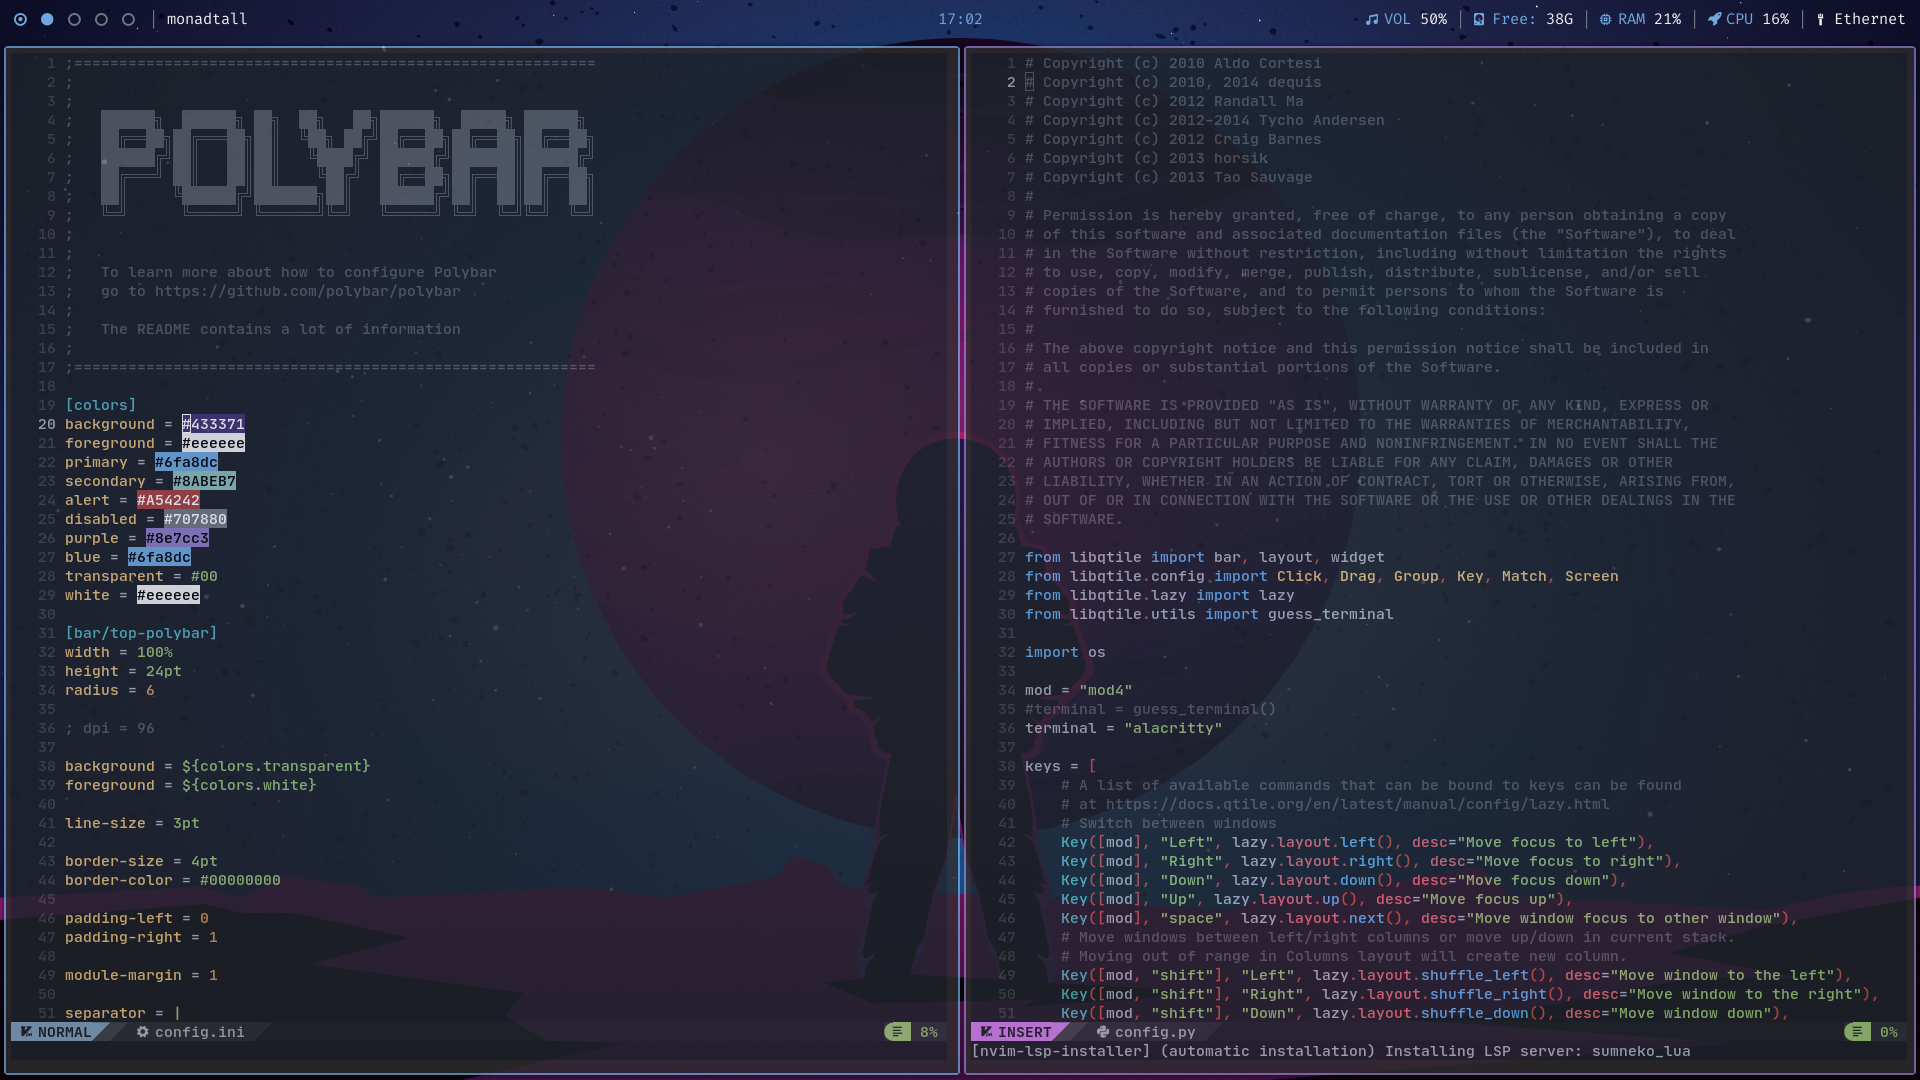 monadtall
17:02
VOL 50% | Free: 38G | RAM 21% | CPU 16% | Ethernet
1 ;==========================================================
2 ;
3 ;
4 ;
5 ;
6 ; POLYBAR
7 ;
8 ;
9 ;
10 ;
11 ;
12 ;   To learn more about how to configure Polybar
13 ;   go to https://github.com/polybar/polybar
14 ;
15 ;   The README contains a lot of information
16 ;
17 ;==========================================================
18
19 [colors]
20 background = #433371
21 foreground = #eeeeee
22 primary = #6fa8dc
23 secondary = #8ABEB7
24 alert = #A54242
25 disabled = #707880
26 purple = #8e7cc3
27 blue = #6fa8dc
28 transparent = #00
29 white = #eeeeee
30
31 [bar/top-polybar]
32 width = 100%
33 height = 24pt
34 radius = 6
35
36 ; dpi = 96
37
38 background = ${colors.transparent}
39 foreground = ${colors.white}
40
41 line-size = 3pt
42
43 border-size = 4pt
44 border-color = #00000000
45
46 padding-left = 0
47 padding-right = 1
48
49 module-margin = 1
50
51 separator = |
NORMAL config.ini 8%
1 # Copyright (c) 2010 Aldo Cortesi
2 # Copyright (c) 2010, 2014 dequis
3 # Copyright (c) 2012 Randall Ma
4 # Copyright (c) 2012-2014 Tycho Andersen
5 # Copyright (c) 2012 Craig Barnes
6 # Copyright (c) 2013 horsik
7 # Copyright (c) 2013 Tao Sauvage
8 #
9 # Permission is hereby granted, free of charge, to any person obtaining a copy
10 # of this software and associated documentation files (the "Software"), to deal
11 # in the Software without restriction, including without limitation the rights
12 # to use, copy, modify, merge, publish, distribute, sublicense, and/or sell
13 # copies of the Software, and to permit persons to whom the Software is
14 # furnished to do so, subject to the following conditions:
15 #
16 # The above copyright notice and this permission notice shall be included in
17 # all copies or substantial portions of the Software.
18 #
19 # THE SOFTWARE IS PROVIDED "AS IS", WITHOUT WARRANTY OF ANY KIND, EXPRESS OR
20 # IMPLIED, INCLUDING BUT NOT LIMITED TO THE WARRANTIES OF MERCHANTABILITY,
21 # FITNESS FOR A PARTICULAR PURPOSE AND NONINFRINGEMENT. IN NO EVENT SHALL THE
22 # AUTHORS OR COPYRIGHT HOLDERS BE LIABLE FOR ANY CLAIM, DAMAGES OR OTHER
23 # LIABILITY, WHETHER IN AN ACTION OF CONTRACT, TORT OR OTHERWISE, ARISING FROM,
24 # OUT OF OR IN CONNECTION WITH THE SOFTWARE OR THE USE OR OTHER DEALINGS IN THE
25 # SOFTWARE.
26
27 from libqtile import bar, layout, widget
28 from libqtile.config import Click, Drag, Group, Key, Match, Screen
29 from libqtile.lazy import lazy
30 from libqtile.utils import guess_terminal
31
32 import os
33
34 mod = "mod4"
35 #terminal = guess_terminal()
36 terminal = "alacritty"
37
38 keys = [
39     # A list of available commands that can be bound to keys can be found
40     # at https://docs.qtile.org/en/latest/manual/config/lazy.html
41     # Switch between windows
42     Key([mod], "Left", lazy.layout.left(), desc="Move focus to left"),
43     Key([mod], "Right", lazy.layout.right(), desc="Move focus to right"),
44     Key([mod], "Down", lazy.layout.down(), desc="Move focus down"),
45     Key([mod], "Up", lazy.layout.up(), desc="Move focus up"),
46     Key([mod], "space", lazy.layout.next(), desc="Move window focus to other window"),
47     # Move windows between left/right columns or move up/down in current stack.
48     # Moving out of range in Columns layout will create new column.
49     Key([mod, "shift"], "Left", lazy.layout.shuffle_left(), desc="Move window to the left"),
50     Key([mod, "shift"], "Right", lazy.layout.shuffle_right(), desc="Move window to the right"),
51     Key([mod, "shift"], "Down", lazy.layout.shuffle_down(), desc="Move window down"),
INSERT config.py 0%
[nvim-lsp-installer] (automatic installation) Installing LSP server: sumneko_lua